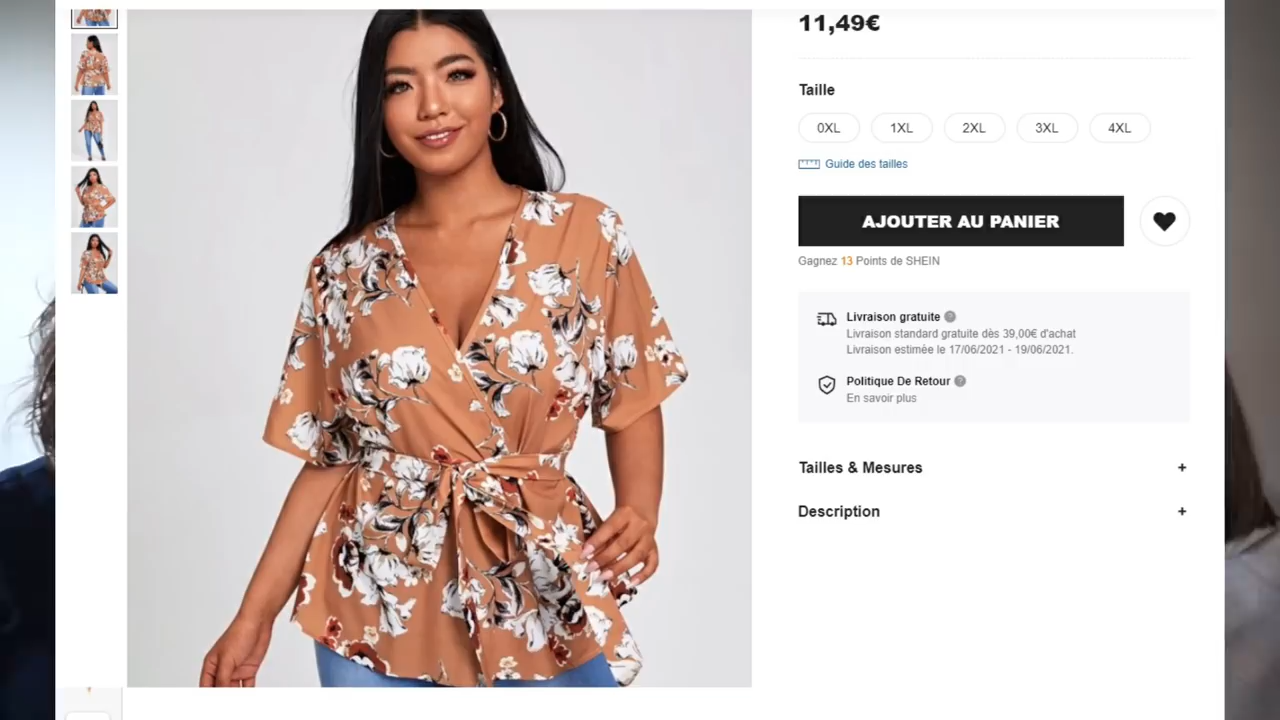 11,49€
Taille
0XL 1XL 2XL 3XL 4XL
Guide des tailles
AJOUTER AU PANIER
Gagnez 13 Points de SHEIN
Livraison gratuite ?
Livraison standard gratuite dès 39,00€ d'achat
Livraison estimée le 17/06/2021 - 19/06/2021.
Politique De Retour ?
En savoir plus
Tailles & Mesures +
Description +